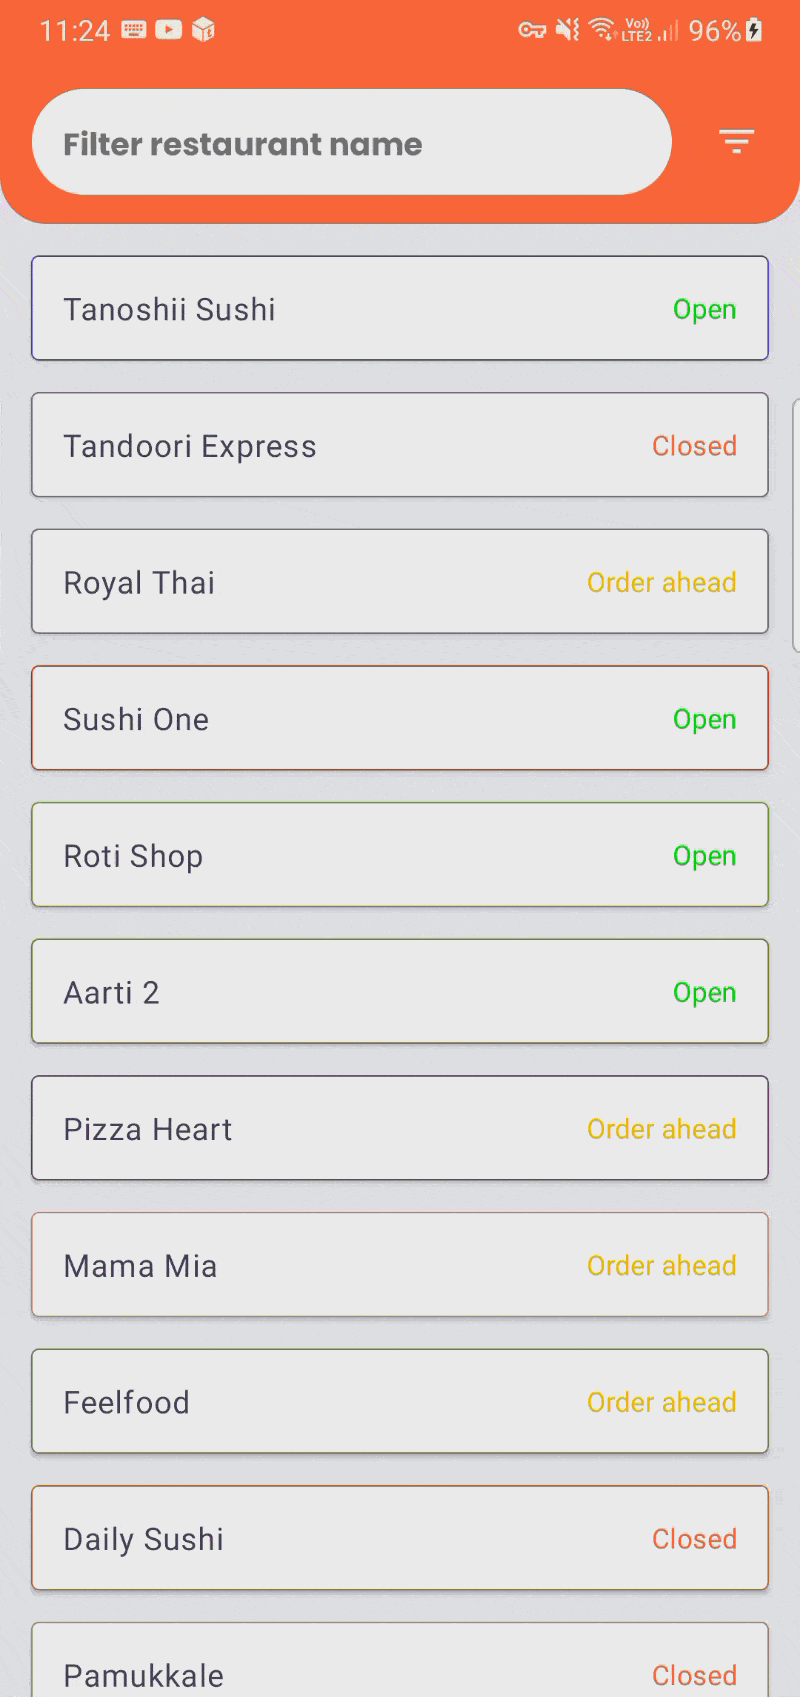 11:24
Vo))
LTE2
96%
Filter restaurant name
Tanoshii Sushi
Open
Tandoori Express
Closed
Royal Thai
Order ahead
Sushi One
Open
Roti Shop
Open
Aarti 2
Open
Pizza Heart
Order ahead
Mama Mia
Order ahead
Feelfood
Order ahead
Daily Sushi
Closed
Pamukkale
Closed